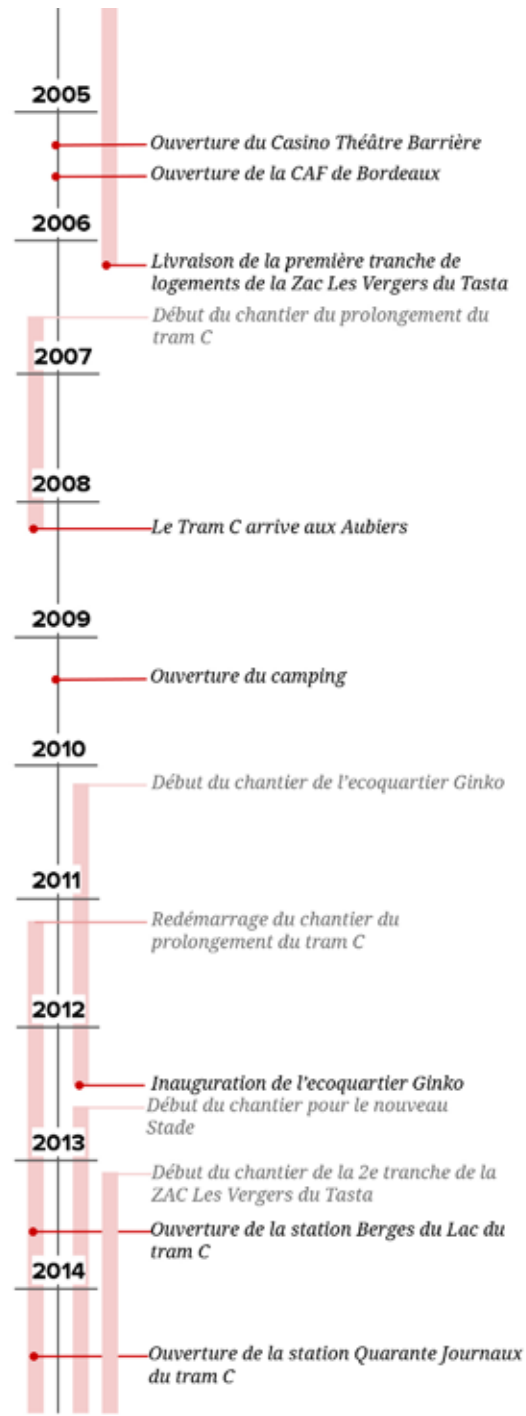 2005
Ouverture du Casino Théâtre Barrière
Ouverture de la CAF de Bordeaux
2006
Livraison de la première tranche de
logements de la Zac Les Vergers du Tasta
Début du chantier du prolongement du
tram C
2007
2008
Le Tram C arrive aux Aubiers
2009
Ouverture du camping
2010
Début du chantier de l'ecoquartier Ginko
2011
Redémarrage du chantier du
prolongement du tram C
2012
Inauguration de l'ecoquartier Ginko
Début du chantier pour le nouveau
Stade
2013
Début du chantier de la 2e tranche de la
ZAC Les Vergers du Tasta
Ouverture de la station Berges du Lac du
tram C
2014
Ouverture de la station Quarante Journaux
du tram C